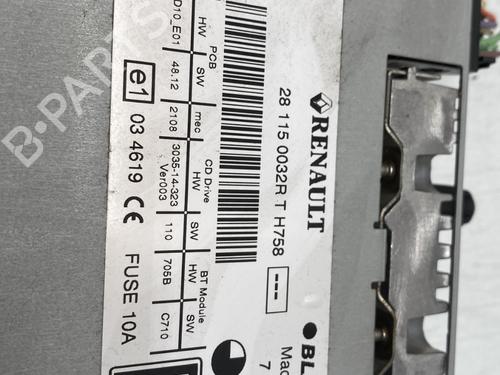 RENAULT
28 115 0032R T H758
---
PCB CD Drive BT Module
HW SW mec HW SW HW SW
D10_E01 48.12 2108 3035-14-323 Ver003 110 705B C710
e1 03 4619 CE FUSE 10A
BL
Mad
7
B-PARTS